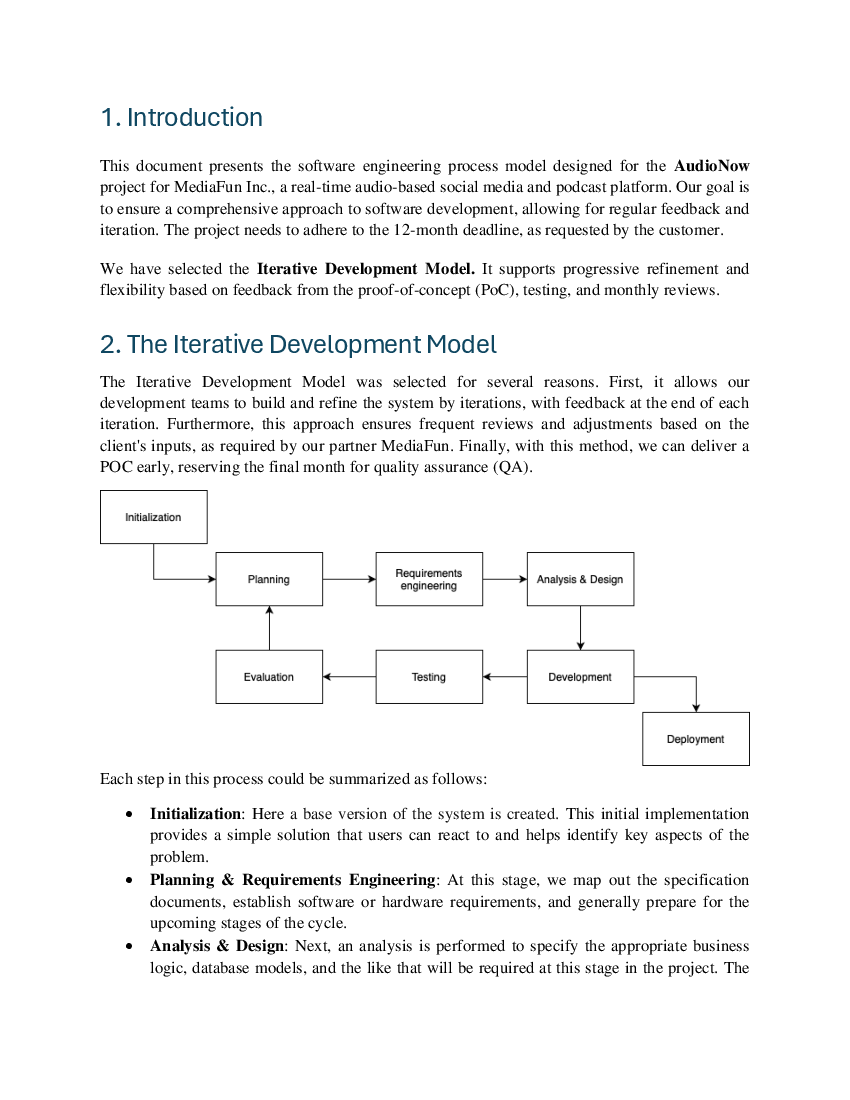 1. Introduction
This document presents the software engineering process model designed for the AudioNow
project for MediaFun Inc., a real-time audio-based social media and podcast platform. Our goal is
to ensure a comprehensive approach to software development, allowing for regular feedback and
iteration. The project needs to adhere to the 12-month deadline, as requested by the customer.
We have selected the Iterative Development Model. It supports progressive refinement and
flexibility based on feedback from the proof-of-concept (PoC), testing, and monthly reviews.
2. The Iterative Development Model
The Iterative Development Model was selected for several reasons. First, it allows our
development teams to build and refine the system by iterations, with feedback at the end of each
iteration. Furthermore, this approach ensures frequent reviews and adjustments based on the
client's inputs, as required by our partner MediaFun. Finally, with this method, we can deliver a
POC early, reserving the final month for quality assurance (QA).
Initialization
Planning
Requirements
engineering
Analysis & Design
Evaluation
Testing
Development
Deployment
Each step in this process could be summarized as follows:
• Initialization: Here a base version of the system is created. This initial implementation
provides a simple solution that users can react to and helps identify key aspects of the
problem.
• Planning & Requirements Engineering: At this stage, we map out the specification
documents, establish software or hardware requirements, and generally prepare for the
upcoming stages of the cycle.
• Analysis & Design: Next, an analysis is performed to specify the appropriate business
logic, database models, and the like that will be required at this stage in the project. The